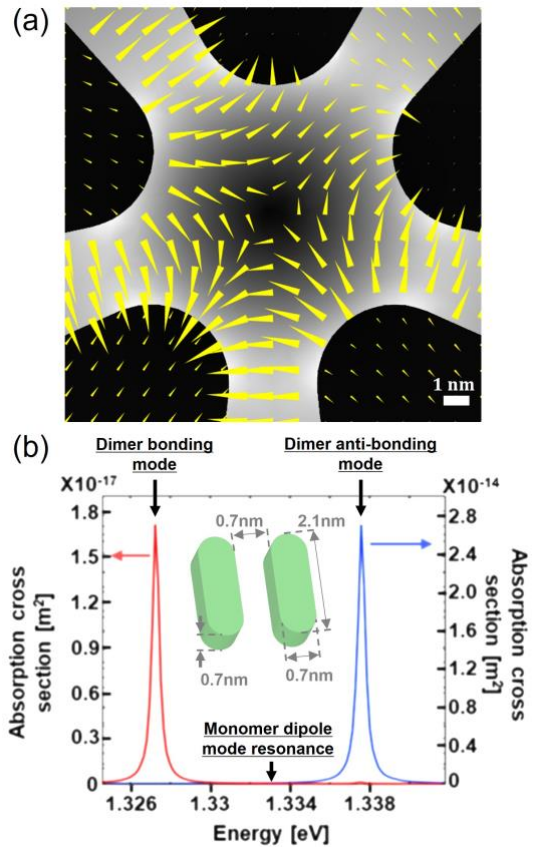 (a)
1 nm
(b)
Dimer bonding
mode
Dimer anti-bonding
mode
X10-17
X10-14
1.8
1.5
1.2
0.9
0.6
0.3
0
2.8
2.4
1.6
1.4
0.8
0.4
0
0.7nm
2.1nm
0.7nm
0.7nm
Monomer dipole
mode resonance
Absorption cross
section [m²]
Absorption cross
section [m²]
1.326
1.33
1.334
1.338
Energy [eV]